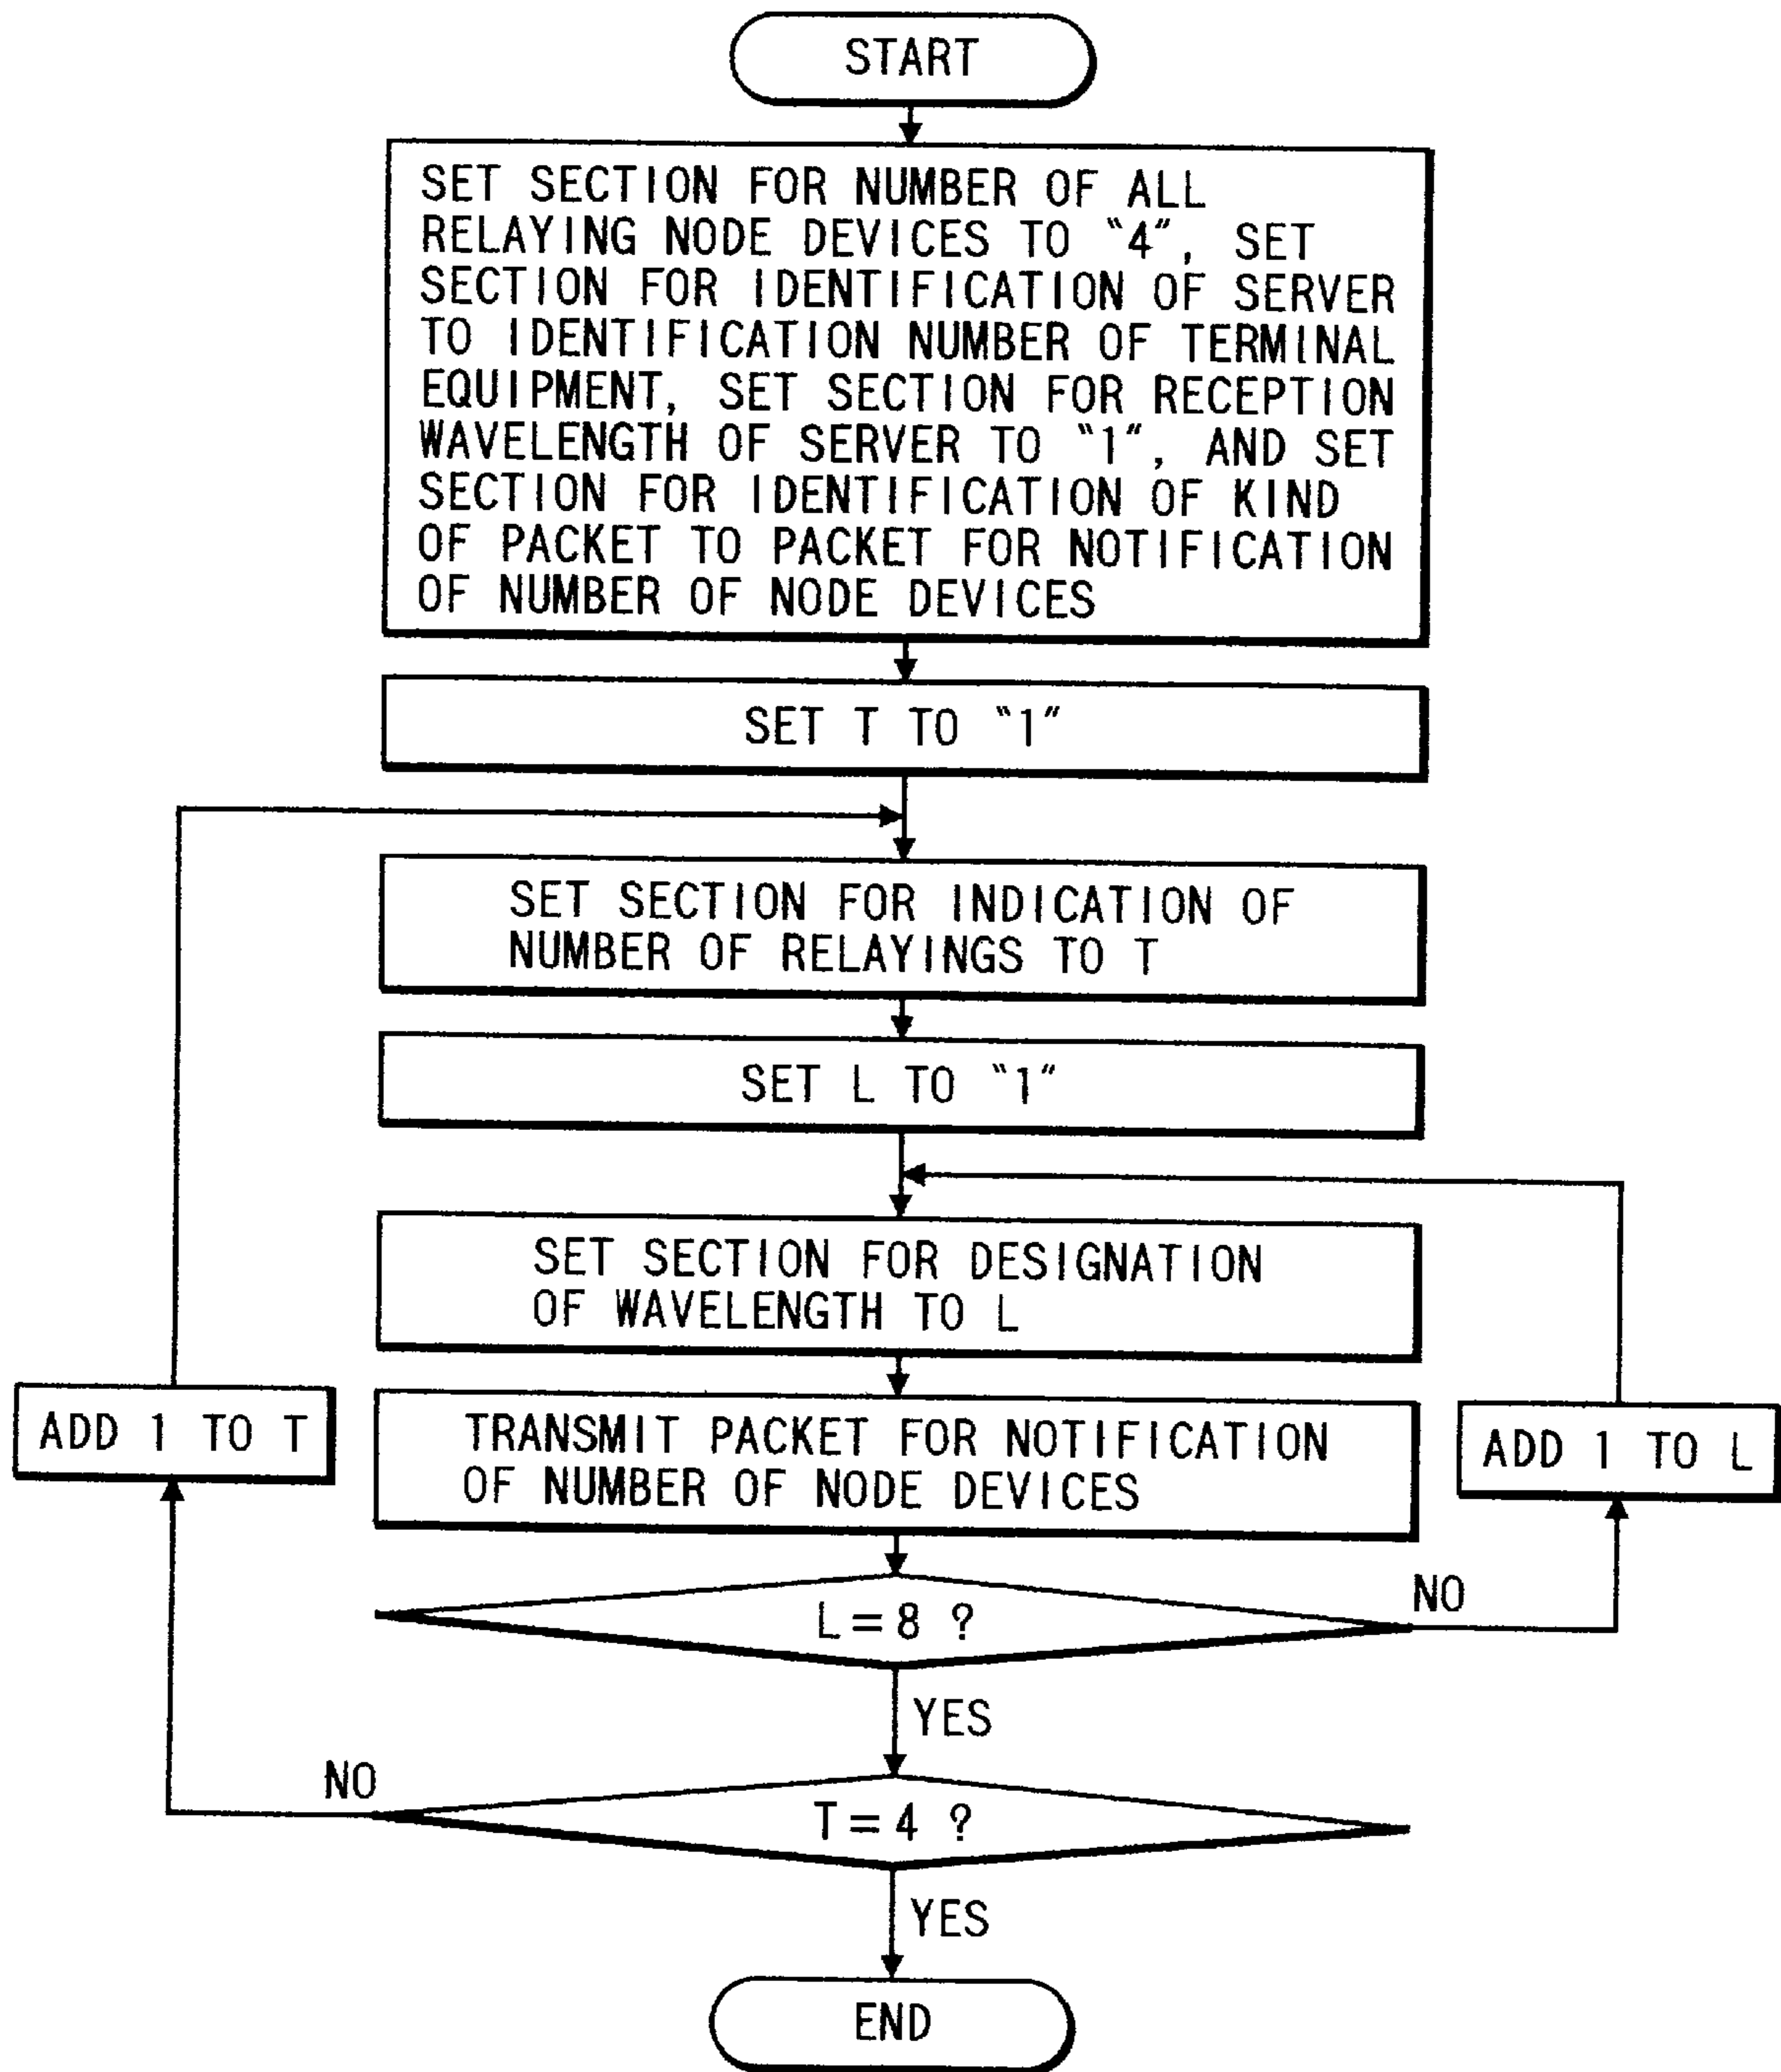 START
SET SECTION FOR NUMBER OF ALL
RELAYING NODE DEVICES TO "4", SET
SECTION FOR IDENTIFICATION OF SERVER
TO IDENTIFICATION NUMBER OF TERMINAL
EQUIPMENT, SET SECTION FOR RECEPTION
WAVELENGTH OF SERVER TO "1", AND SET
SECTION FOR IDENTIFICATION OF KIND
OF PACKET TO PACKET FOR NOTIFICATION
OF NUMBER OF NODE DEVICES
SET T TO "1"
SET SECTION FOR INDICATION OF
NUMBER OF RELAYINGS TO T
SET L TO "1"
SET SECTION FOR DESIGNATION
OF WAVELENGTH TO L
ADD 1 TO T
TRANSMIT PACKET FOR NOTIFICATION
OF NUMBER OF NODE DEVICES
ADD 1 TO L
L=8 ?
NO
YES
NO
T=4 ?
YES
END